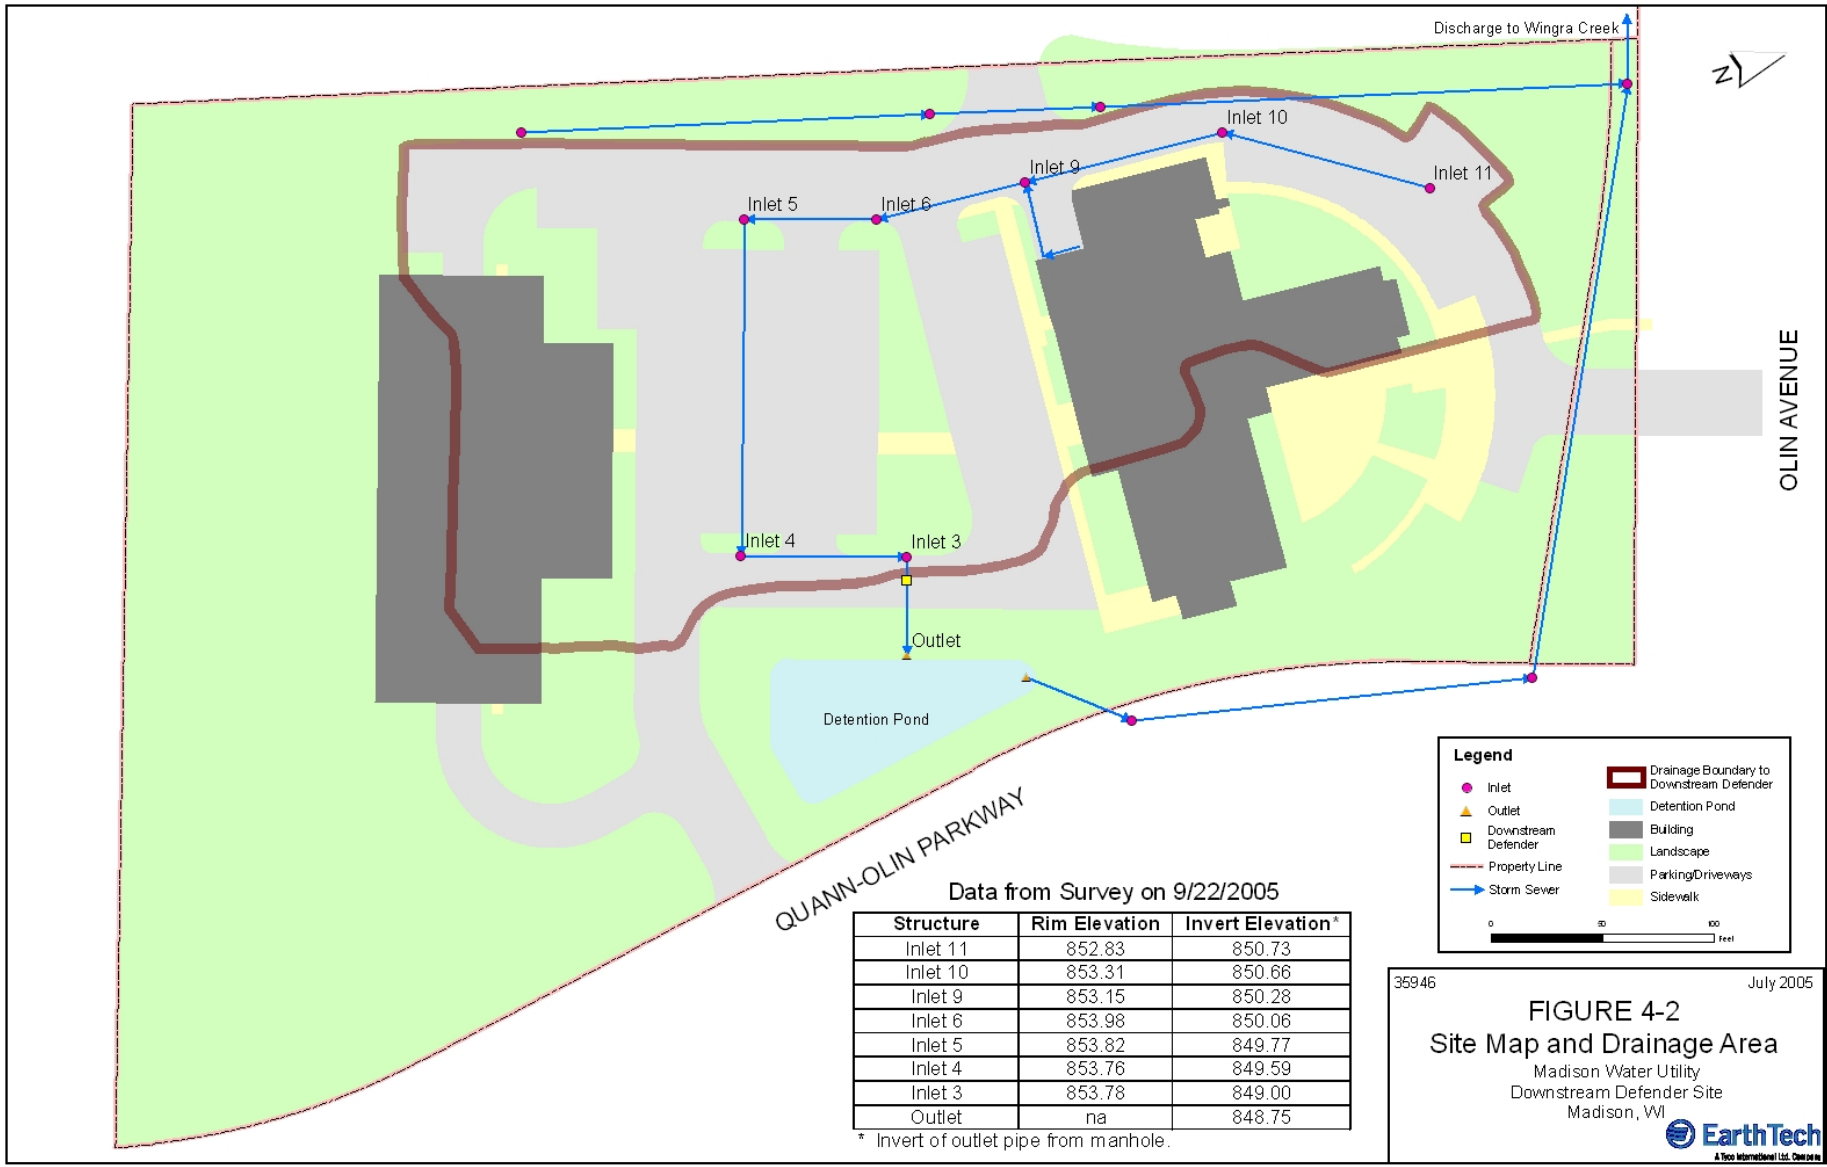 Discharge to Wingra Creek
N
Inlet 10
Inlet 9
Inlet 11
Inlet 5
Inlet 6
OLIN AVENUE
Inlet 4
Inlet 3
Outlet
Detention Pond
QUANN-OLIN PARKWAY
Legend
Inlet
Outlet
Downstream
Defender
Property Line
Storm Sewer
Drainage Boundary to
Downstream Defender
Detention Pond
Building
Landscape
Parking/Driveways
Sidewalk
0 50 100
Feet
Data from Survey on 9/22/2005
Structure Rim Elevation Invert Elevation*
Inlet 11 852.83 850.73
Inlet 10 853.31 850.66
Inlet 9 853.15 850.28
Inlet 6 853.98 850.06
Inlet 5 853.82 849.77
Inlet 4 853.76 849.59
Inlet 3 853.78 849.00
Outlet na 848.75
* Invert of outlet pipe from manhole.
35946 July 2005
FIGURE 4-2
Site Map and Drainage Area
Madison Water Utility
Downstream Defender Site
Madison, WI
EarthTech
A Tyco International Ltd. Company